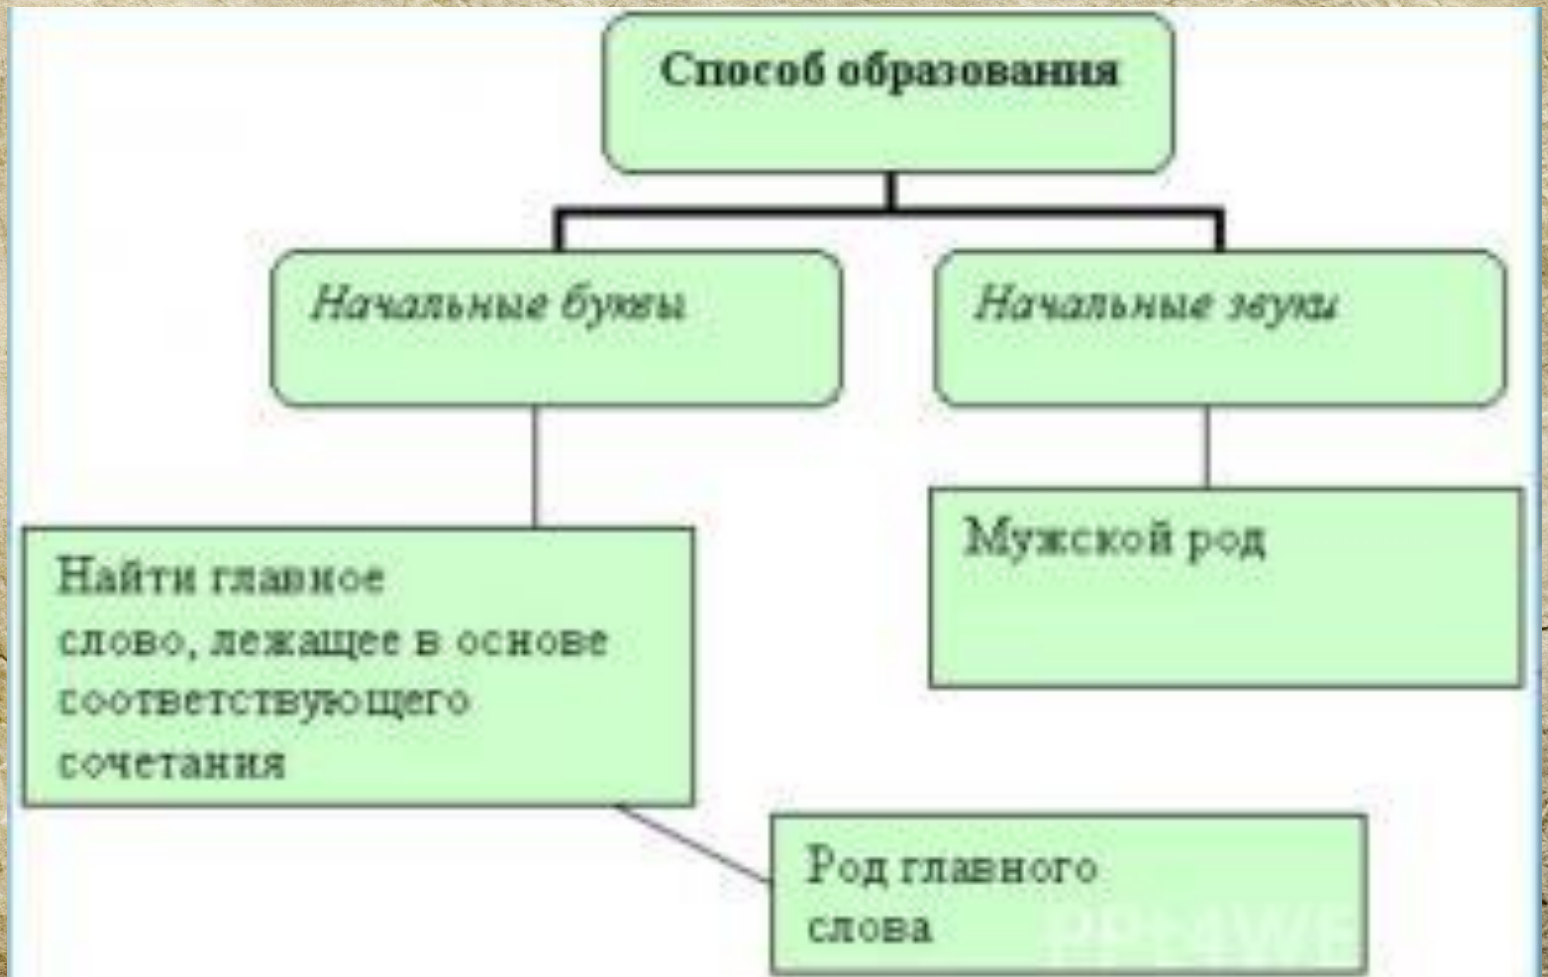 Способ образования
Начальные буквы
Начальные звуки
Найти главное
слово, лежащее в основе
соответствующего
сочетания
Мужской род
Род главного
слова